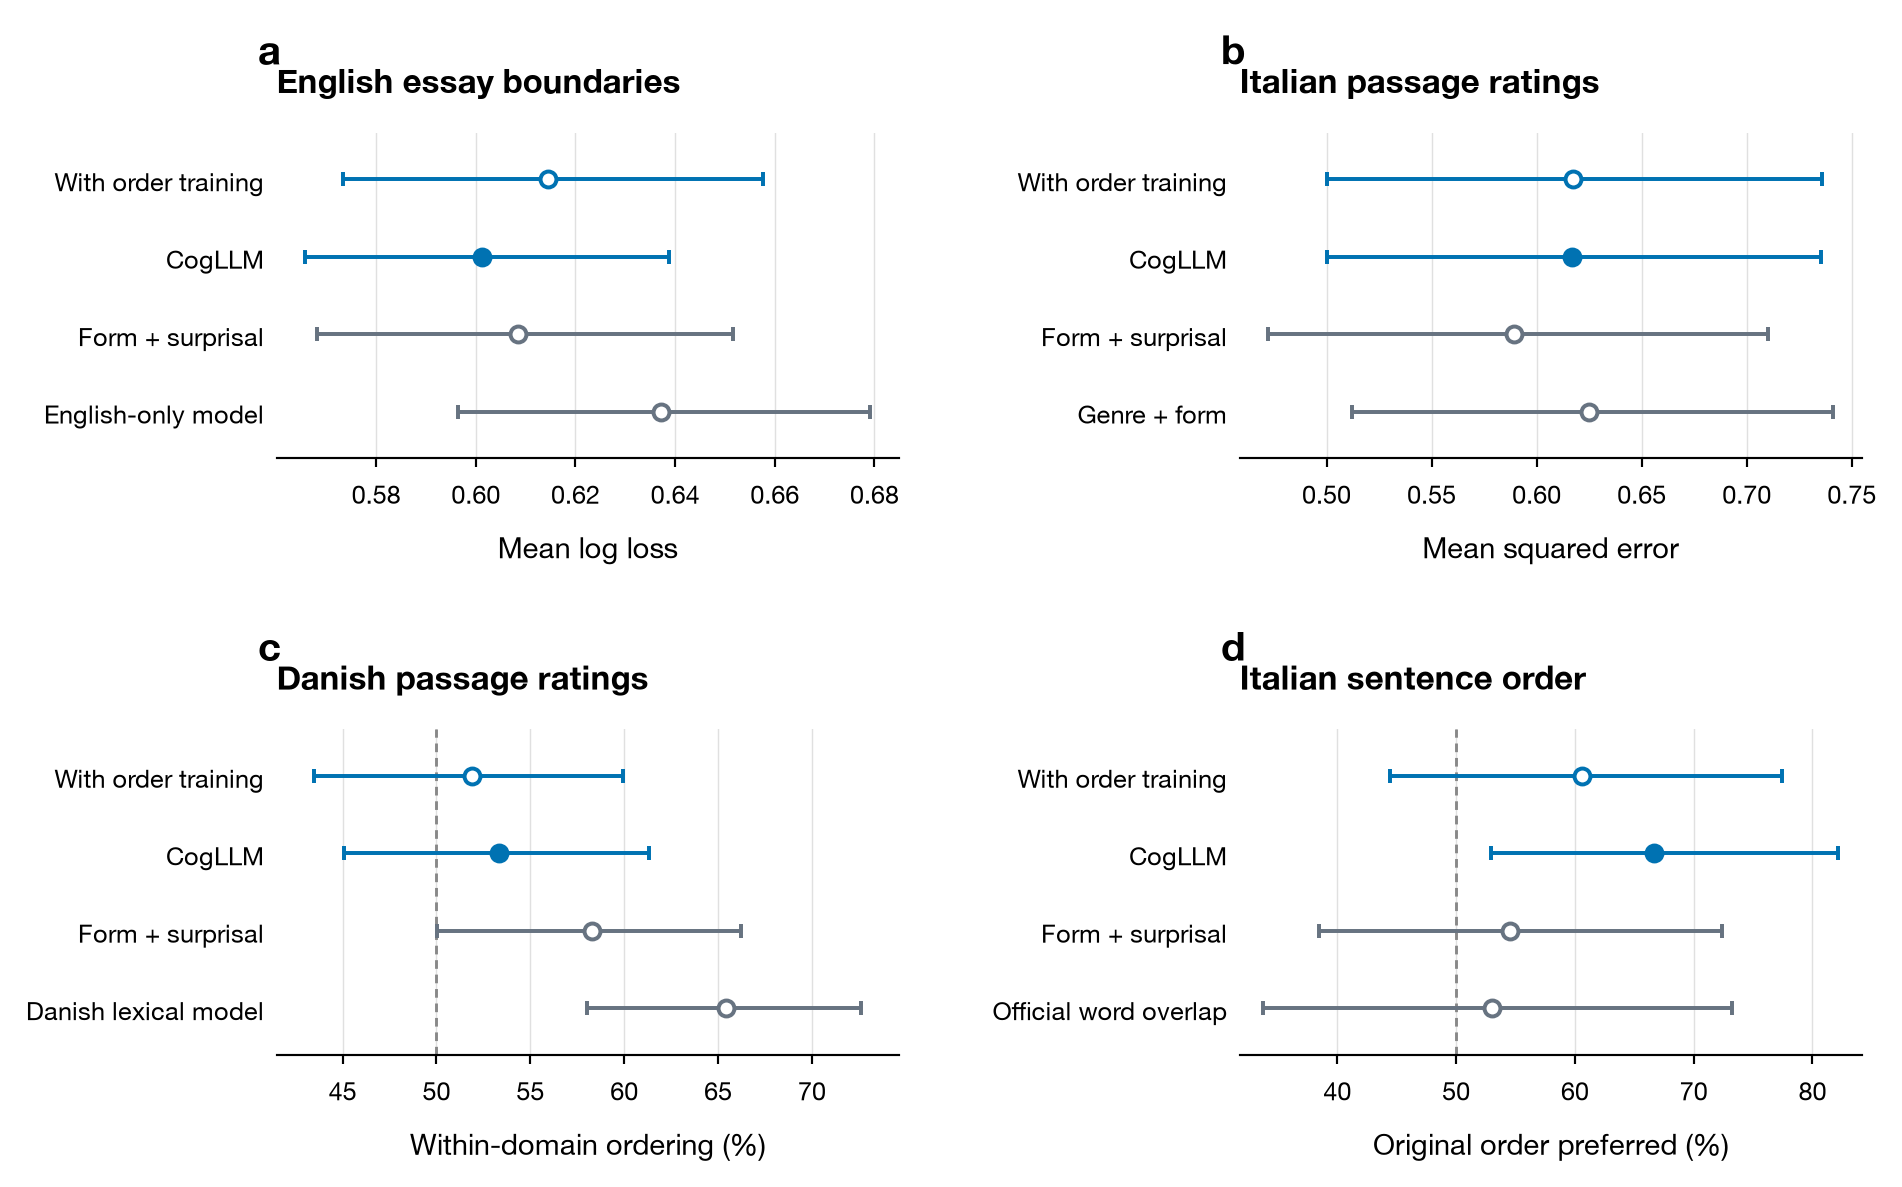 a
English essay boundaries
With order training
CogLLM
Form + surprisal
English-only model
0.58 0.60 0.62 0.64 0.66 0.68
Mean log loss
b
Italian passage ratings
With order training
CogLLM
Form + surprisal
Genre + form
0.50 0.55 0.60 0.65 0.70 0.75
Mean squared error
c
Danish passage ratings
With order training
CogLLM
Form + surprisal
Danish lexical model
45 50 55 60 65 70
Within-domain ordering (%)
d
Italian sentence order
With order training
CogLLM
Form + surprisal
Official word overlap
40 50 60 70 80
Original order preferred (%)